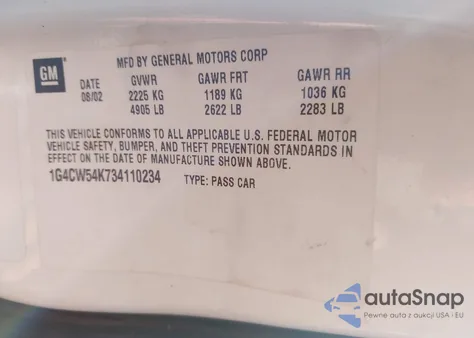 GM
MFD BY GENERAL MOTORS CORP
DATE GVWR GAWR FRT GAWR RR
08/02 2225 KG 1189 KG 1036 KG
4905 LB 2622 LB 2283 LB
THIS VEHICLE CONFORMS TO ALL APPLICABLE U.S. FEDERAL MOTOR
VEHICLE SAFETY, BUMPER, AND THEFT PREVENTION STANDARDS IN
EFFECT ON THE DATE OF MANUFACTURE SHOWN ABOVE.
1G4CW54K734110234 TYPE: PASS CAR
autoSnap
Pewne auto z aukcji USA i EU